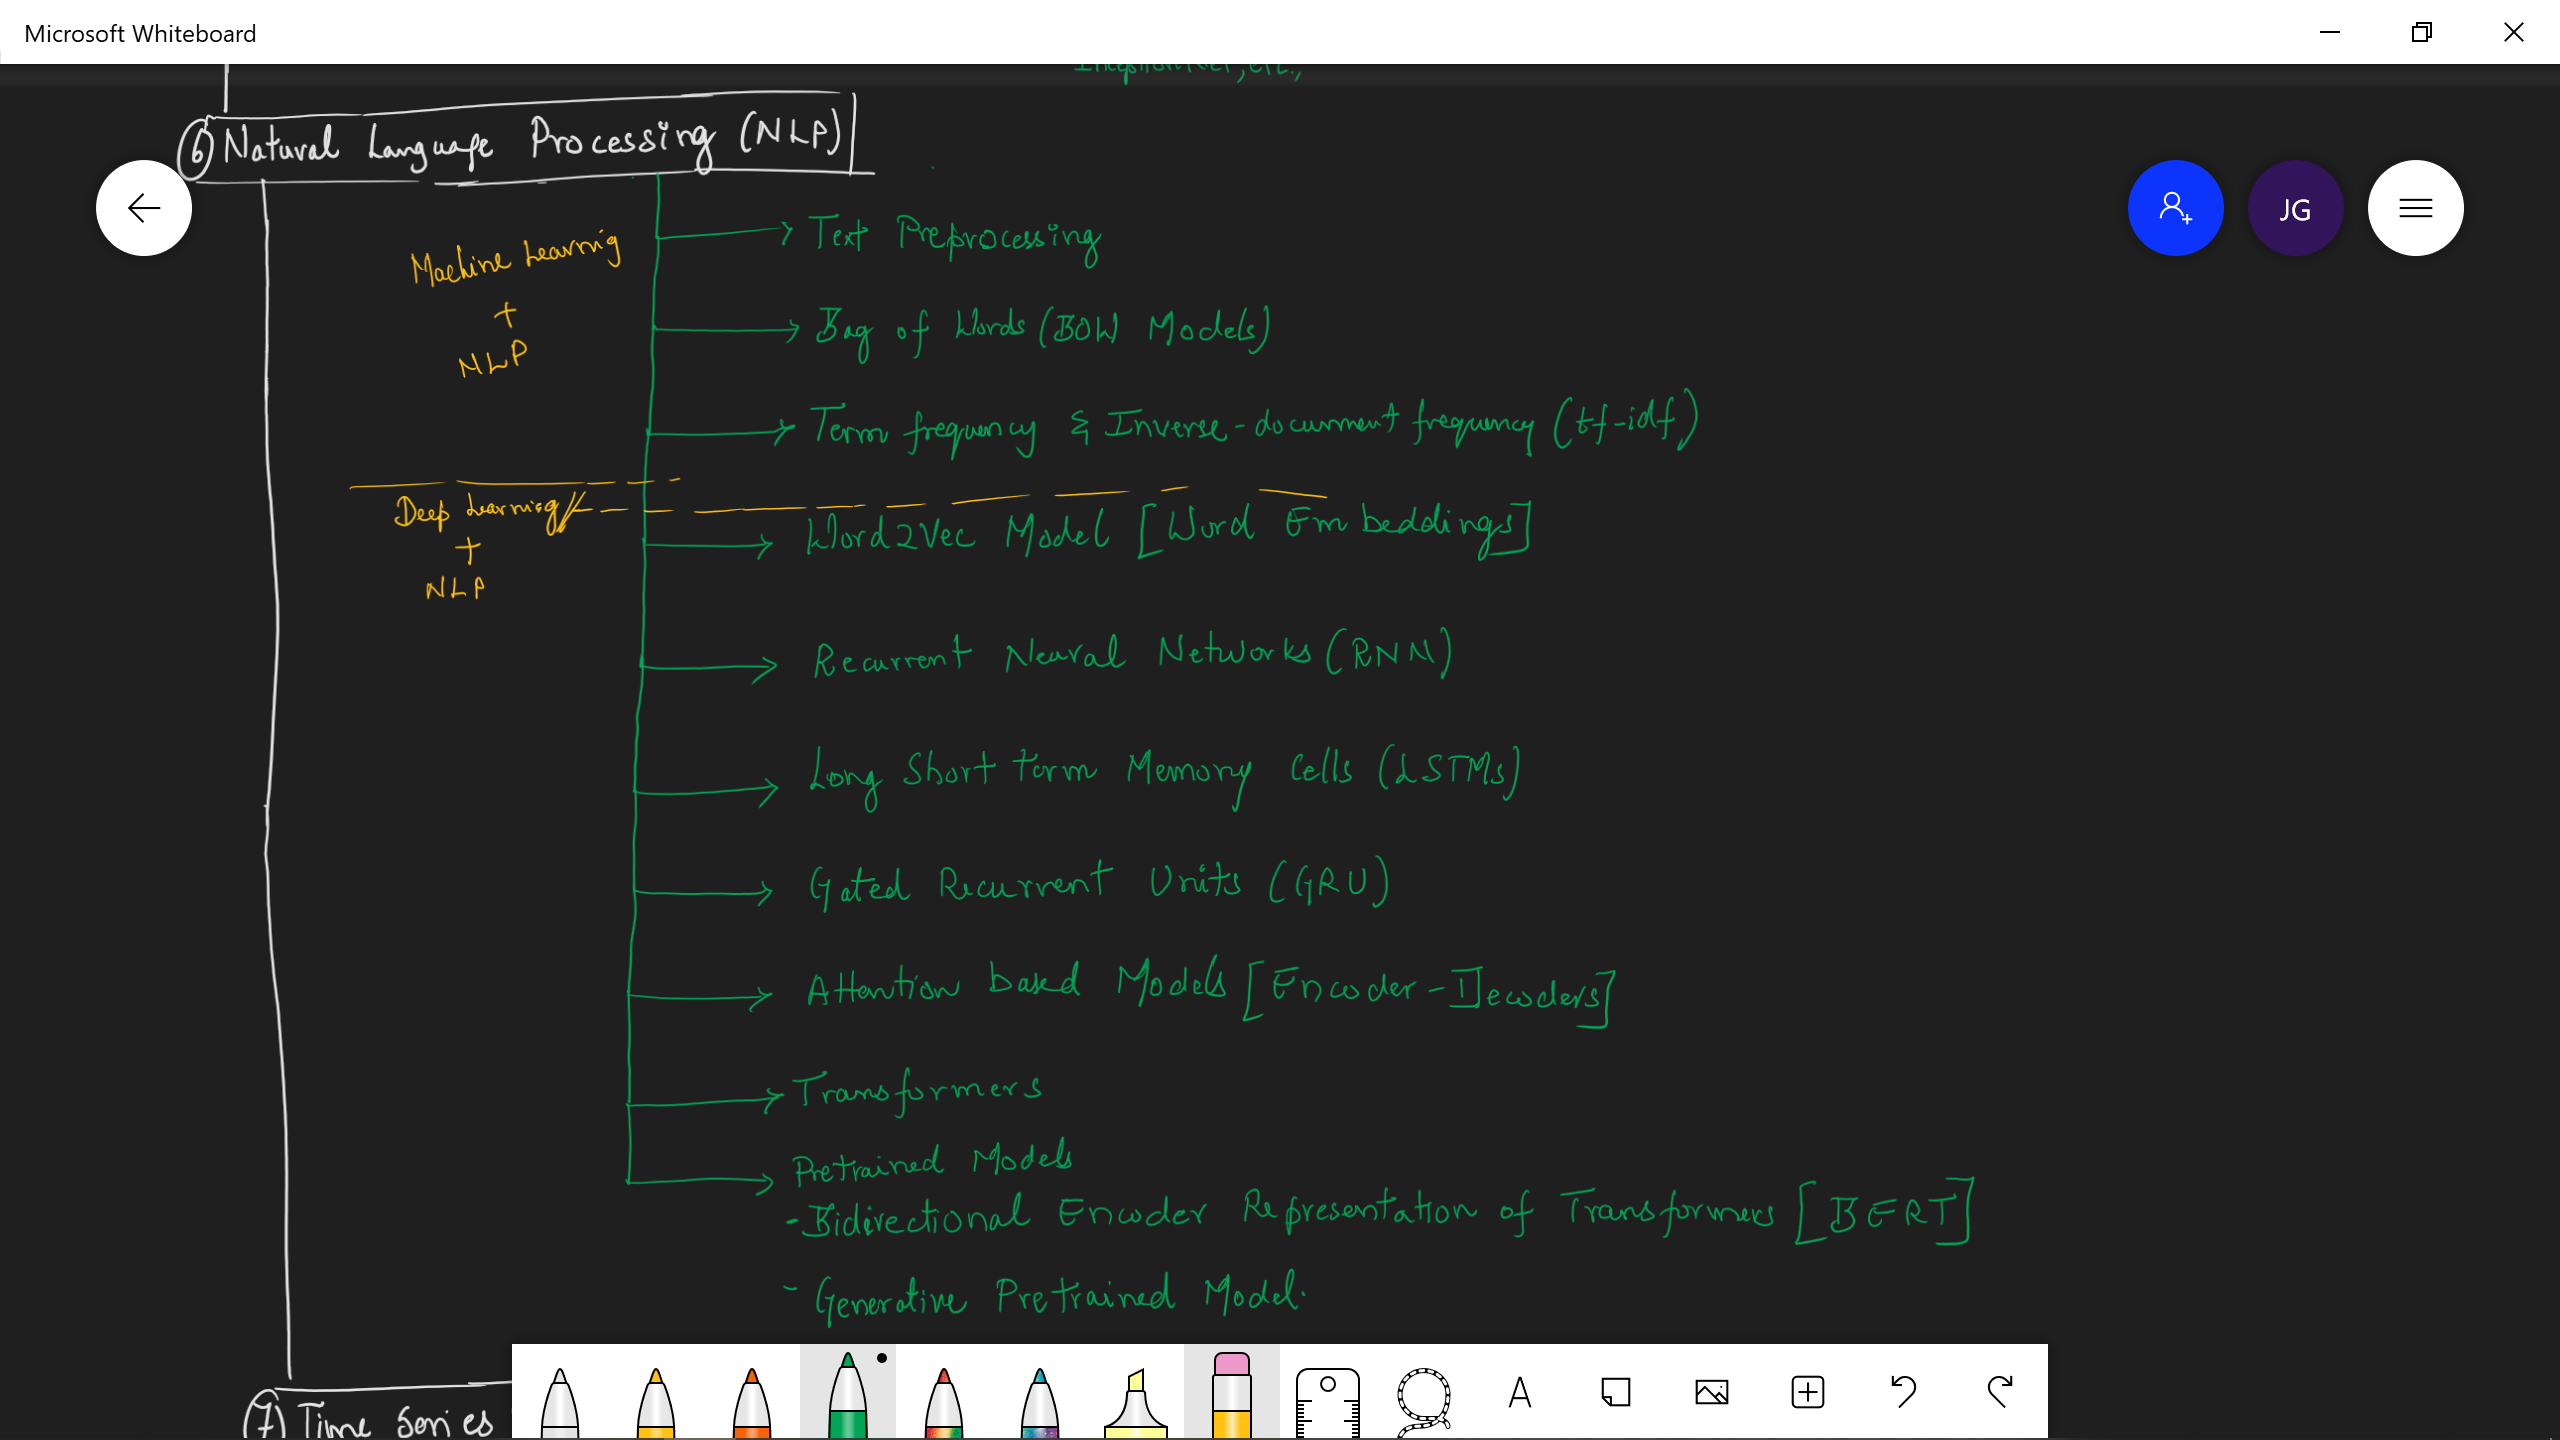 Microsoft Whiteboard
InceptionNet, etc.,
⑥ Natural Language Processing (NLP)
JG
Machine Learning
+
NLP
→ Text Preprocessing
→ Bag of Words (BOW Models)
→ Term frequency & Inverse-document frequency (tf-idf)
Deep Learning
+
NLP
→ Word2Vec Model [Word Embeddings]
→ Recurrent Neural Networks (RNN)
→ Long Short term Memory Cells (LSTMs)
→ Gated Recurrent Units (GRU)
→ Attention based Models [Encoder-Decoders]
→ Transformers
→ Pretrained Models
- Bidirectional Encoder Representation of Transformers [BERT]
- Generative Pretrained Model.
⑦ Time Series